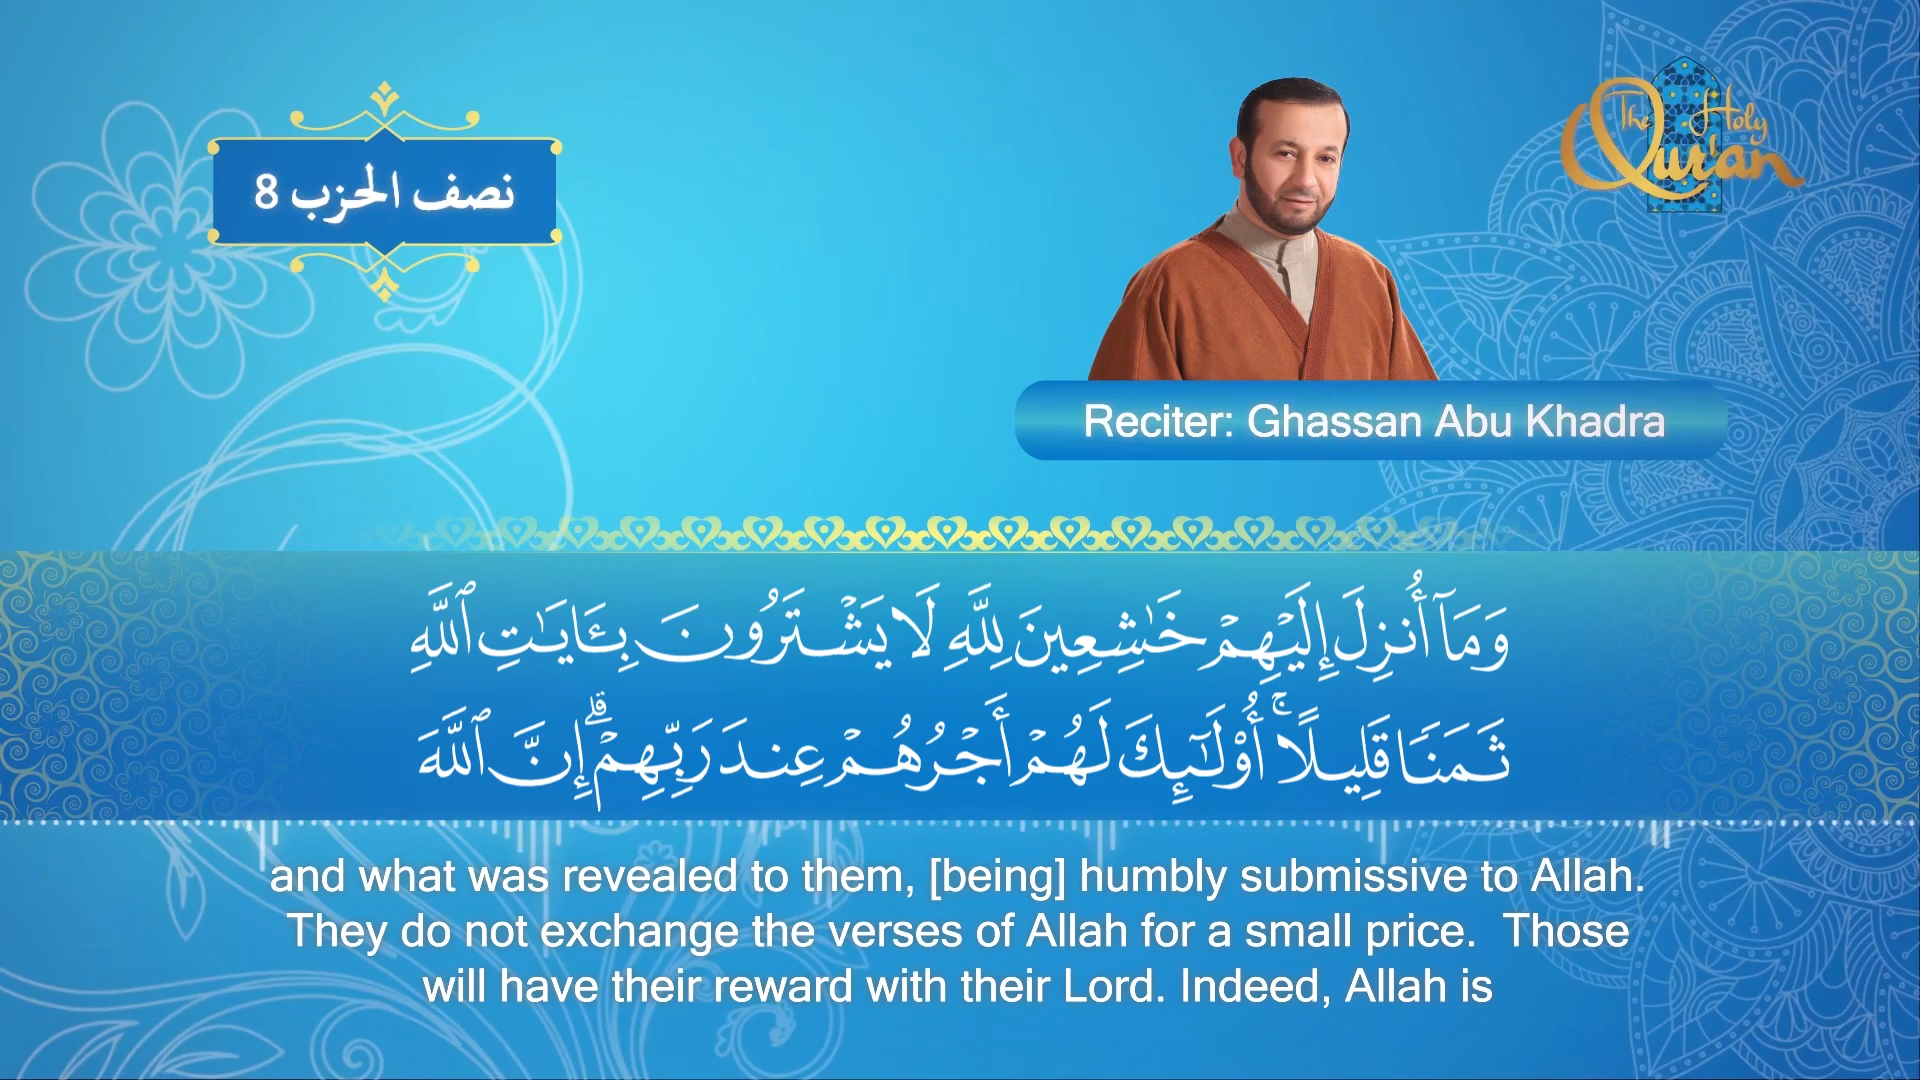 نصف الحزب 8
The Holy
Qur'an
Reciter: Ghassan Abu Khadra
وَمَآ أُنزِلَ إِلَيْهِمْ خَٰشِعِينَ لِلَّهِ لَا يَشْتَرُونَ بِـَٔايَٰتِ ٱللَّهِ
ثَمَنًا قَلِيلًا ۚ أُو۟لَٰٓئِكَ لَهُمْ أَجْرُهُمْ عِندَ رَبِّهِمْ ۗ إِنَّ ٱللَّهَ
and what was revealed to them, [being] humbly submissive to Allah.
They do not exchange the verses of Allah for a small price.  Those
will have their reward with their Lord. Indeed, Allah is